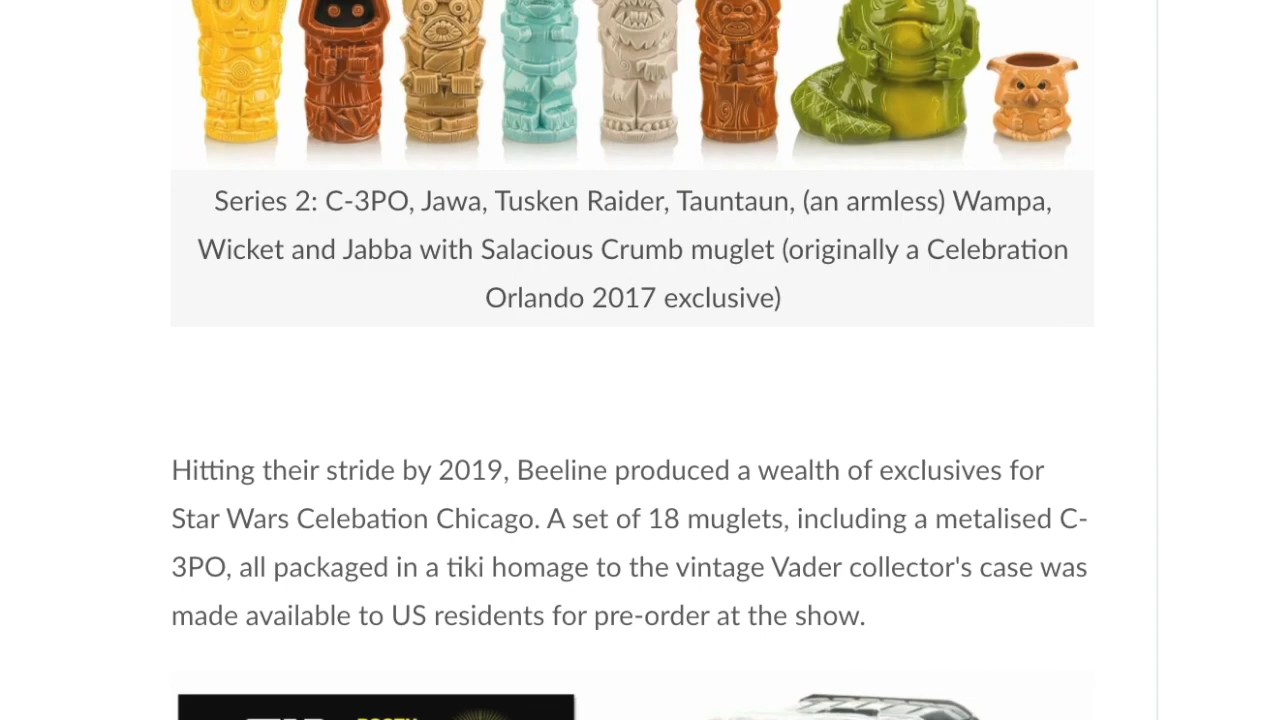 Series 2: C-3PO, Jawa, Tusken Raider, Tauntaun, (an armless) Wampa,
Wicket and Jabba with Salacious Crumb muglet (originally a Celebration
Orlando 2017 exclusive)
Hitting their stride by 2019, Beeline produced a wealth of exclusives for
Star Wars Celebation Chicago. A set of 18 muglets, including a metalised C-
3PO, all packaged in a tiki homage to the vintage Vader collector's case was
made available to US residents for pre-order at the show.